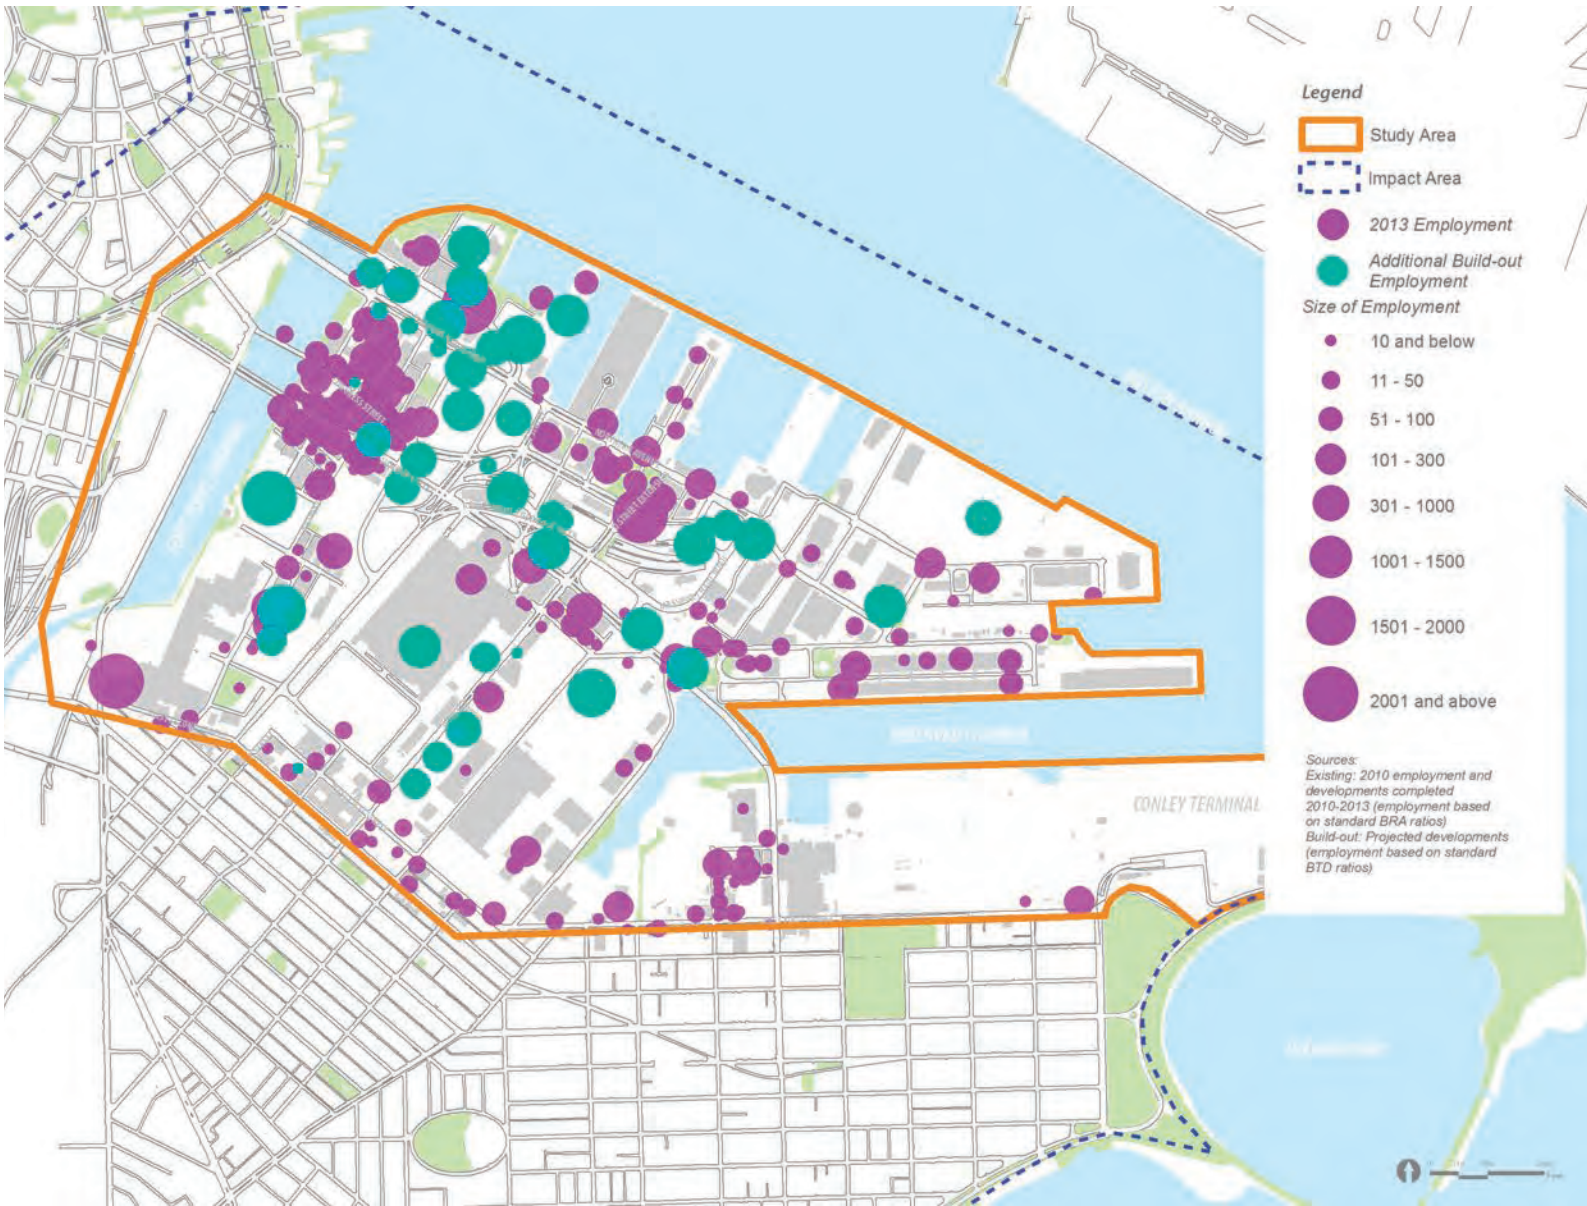 Legend
Study Area
Impact Area
2013 Employment
Additional Build-out
Employment
Size of Employment
10 and below
11 - 50
51 - 100
101 - 300
301 - 1000
1001 - 1500
1501 - 2000
2001 and above
Sources:
Existing: 2010 employment and
developments completed
2010-2013 (employment based
on standard BRA ratios)
Build-out: Projected developments
(employment based on standard
BTD ratios)
CONLEY TERMINAL
STREET